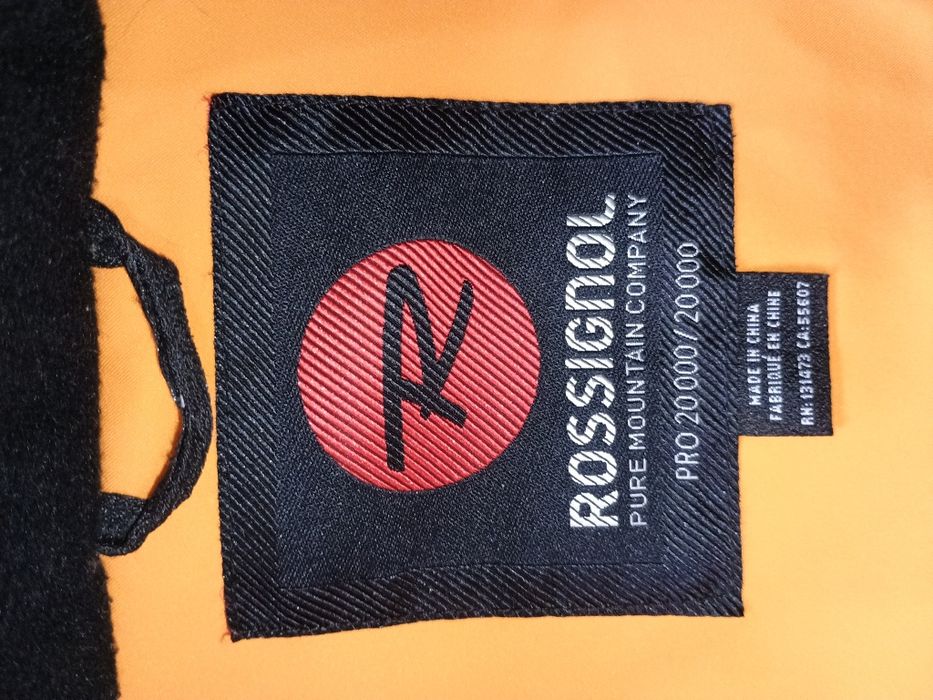 R
ROSSIGNOL
PURE MOUNTAIN COMPANY
PRO 20 000/20 000
MADE IN CHINA
FABRIQUÉ EN CHINE
RN:131473 CA:55607